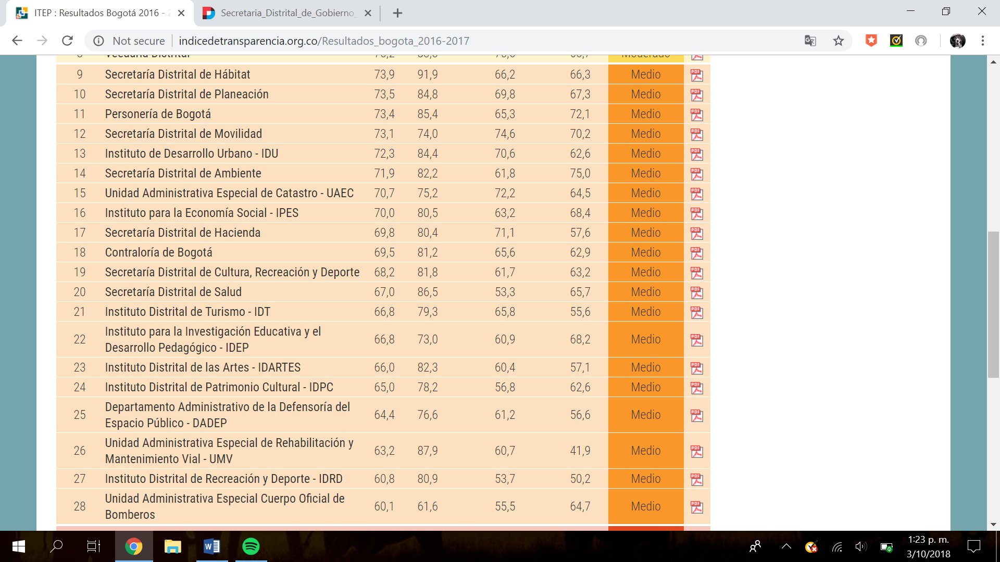 ITEP : Resultados Bogotá 2016 - 2
Secretaria_Distrital_de_Gobierno_
Not secure
indicedetransparencia.org.co/Resultados_bogota_2016-2017
8 Veeduría Distrital Moderado
9 Secretaría Distrital de Hábitat 73,9 91,9 66,2 66,3 Medio
10 Secretaría Distrital de Planeación 73,5 84,8 69,8 67,3 Medio
11 Personería de Bogotá 73,4 85,4 65,3 72,1 Medio
12 Secretaría Distrital de Movilidad 73,1 74,0 74,6 70,2 Medio
13 Instituto de Desarrollo Urbano - IDU 72,3 84,4 70,6 62,6 Medio
14 Secretaría Distrital de Ambiente 71,9 82,2 61,8 75,0 Medio
15 Unidad Administrativa Especial de Catastro - UAEC 70,7 75,2 72,2 64,5 Medio
16 Instituto para la Economía Social - IPES 70,0 80,5 63,2 68,4 Medio
17 Secretaría Distrital de Hacienda 69,8 80,4 71,1 57,6 Medio
18 Contraloría de Bogotá 69,5 81,2 65,6 62,9 Medio
19 Secretaría Distrital de Cultura, Recreación y Deporte 68,2 81,8 61,7 63,2 Medio
20 Secretaría Distrital de Salud 67,0 86,5 53,3 65,7 Medio
21 Instituto Distrital de Turismo - IDT 66,8 79,3 65,8 55,6 Medio
22 Instituto para la Investigación Educativa y el
Desarrollo Pedagógico - IDEP 66,8 73,0 60,9 68,2 Medio
23 Instituto Distrital de las Artes - IDARTES 66,0 82,3 60,4 57,1 Medio
24 Instituto Distrital de Patrimonio Cultural - IDPC 65,0 78,2 56,8 62,6 Medio
25 Departamento Administrativo de la Defensoría del
Espacio Público - DADEP 64,4 76,6 61,2 56,6 Medio
26 Unidad Administrativa Especial de Rehabilitación y
Mantenimiento Vial - UMV 63,2 87,9 60,7 41,9 Medio
27 Instituto Distrital de Recreación y Deporte - IDRD 60,8 80,9 53,7 50,2 Medio
28 Unidad Administrativa Especial Cuerpo Oficial de
Bomberos 60,1 61,6 55,5 64,7 Medio
1:23 p. m.
3/10/2018